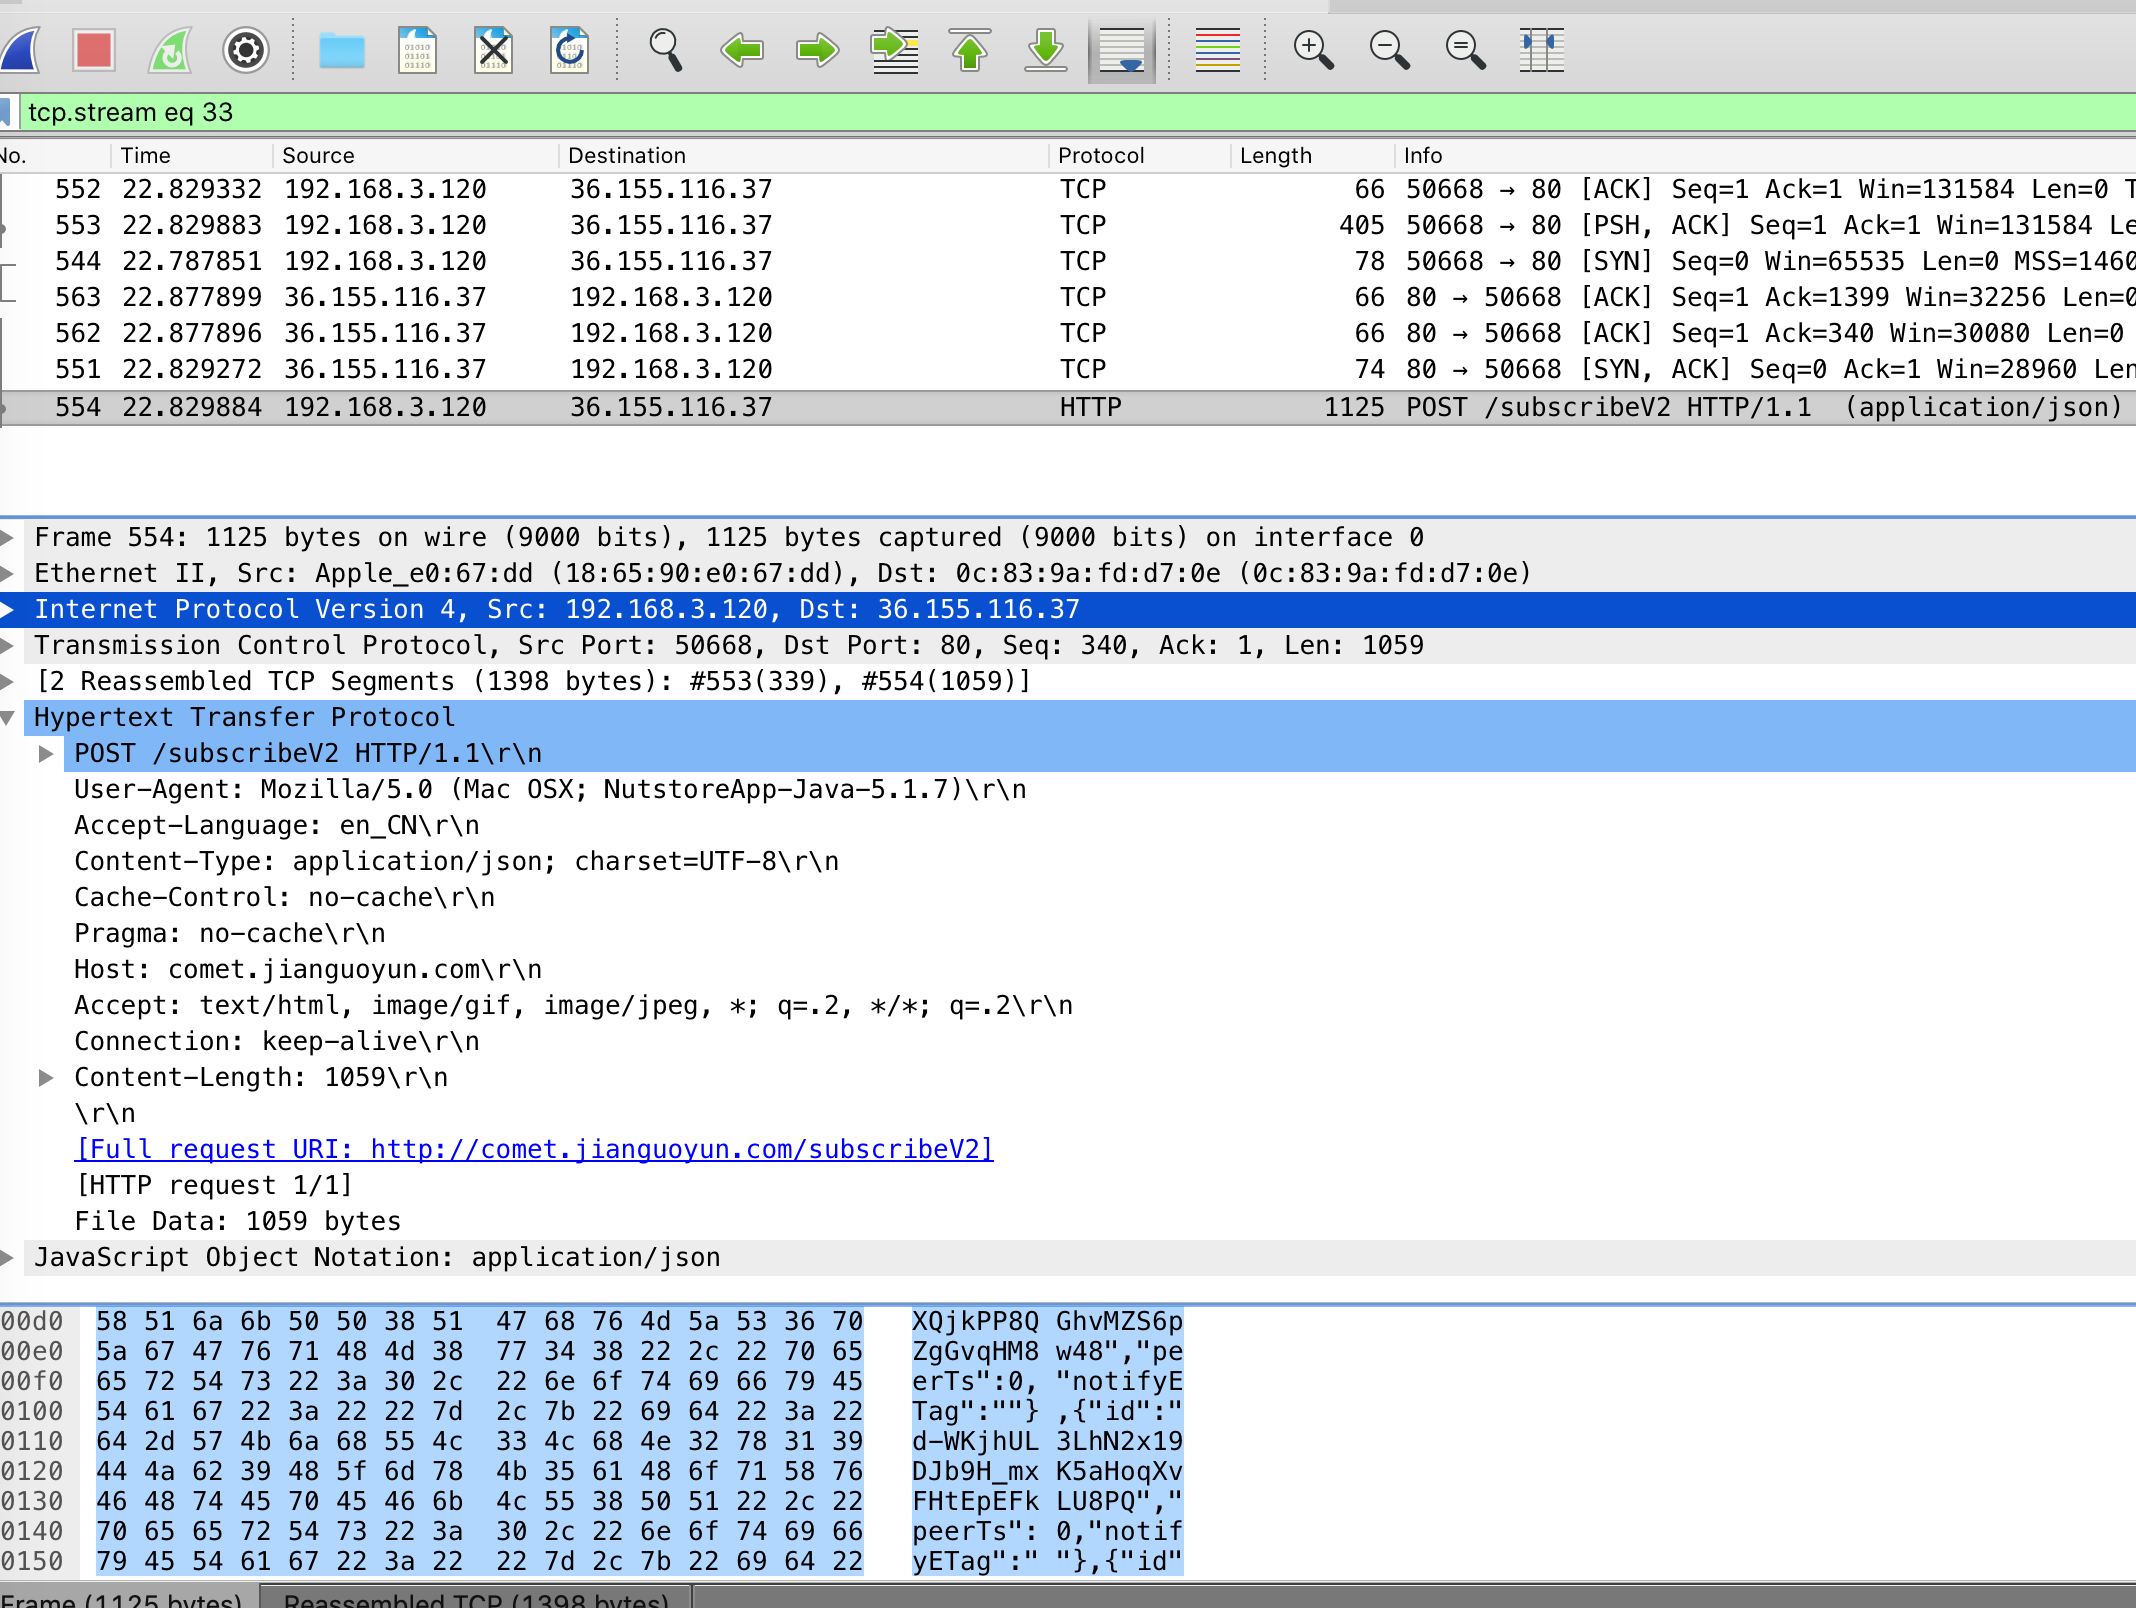 tcp.stream eq 33
No. Time Source Destination Protocol Length Info
552 22.829332 192.168.3.120 36.155.116.37 TCP 66 50668 → 80 [ACK] Seq=1 Ack=1 Win=131584 Len=0 T
553 22.829883 192.168.3.120 36.155.116.37 TCP 405 50668 → 80 [PSH, ACK] Seq=1 Ack=1 Win=131584 Le
544 22.787851 192.168.3.120 36.155.116.37 TCP 78 50668 → 80 [SYN] Seq=0 Win=65535 Len=0 MSS=1460
563 22.877899 36.155.116.37 192.168.3.120 TCP 66 80 → 50668 [ACK] Seq=1 Ack=1399 Win=32256 Len=0
562 22.877896 36.155.116.37 192.168.3.120 TCP 66 80 → 50668 [ACK] Seq=1 Ack=340 Win=30080 Len=0
551 22.829272 36.155.116.37 192.168.3.120 TCP 74 80 → 50668 [SYN, ACK] Seq=0 Ack=1 Win=28960 Len
554 22.829884 192.168.3.120 36.155.116.37 HTTP 1125 POST /subscribeV2 HTTP/1.1 (application/json)
Frame 554: 1125 bytes on wire (9000 bits), 1125 bytes captured (9000 bits) on interface 0
Ethernet II, Src: Apple_e0:67:dd (18:65:90:e0:67:dd), Dst: 0c:83:9a:fd:d7:0e (0c:83:9a:fd:d7:0e)
Internet Protocol Version 4, Src: 192.168.3.120, Dst: 36.155.116.37
Transmission Control Protocol, Src Port: 50668, Dst Port: 80, Seq: 340, Ack: 1, Len: 1059
[2 Reassembled TCP Segments (1398 bytes): #553(339), #554(1059)]
Hypertext Transfer Protocol
POST /subscribeV2 HTTP/1.1\r\n
User-Agent: Mozilla/5.0 (Mac OSX; NutstoreApp-Java-5.1.7)\r\n
Accept-Language: en_CN\r\n
Content-Type: application/json; charset=UTF-8\r\n
Cache-Control: no-cache\r\n
Pragma: no-cache\r\n
Host: comet.jianguoyun.com\r\n
Accept: text/html, image/gif, image/jpeg, *; q=.2, */*; q=.2\r\n
Connection: keep-alive\r\n
Content-Length: 1059\r\n
\r\n
[Full request URI: http://comet.jianguoyun.com/subscribeV2]
[HTTP request 1/1]
File Data: 1059 bytes
JavaScript Object Notation: application/json
00d0 58 51 6a 6b 50 50 38 51 47 68 76 4d 5a 53 36 70 XQjkPP8Q GhvMZS6p
00e0 5a 67 47 76 71 48 4d 38 77 34 38 22 2c 22 70 65 ZgGvqHM8 w48","pe
00f0 65 72 54 73 22 3a 30 2c 22 6e 6f 74 69 66 79 45 erTs":0, "notifyE
0100 54 61 67 22 3a 22 22 7d 2c 7b 22 69 64 22 3a 22 Tag":""} ,{"id":"
0110 64 2d 57 4b 6a 68 55 4c 33 4c 68 4e 32 78 31 39 d-WKjhUL 3LhN2x19
0120 44 4a 62 39 48 5f 6d 78 4b 35 61 48 6f 71 58 76 DJb9H_mx K5aHoqXv
0130 46 48 74 45 70 45 46 6b 4c 55 38 50 51 22 2c 22 FHtEpEFk LU8PQ","
0140 70 65 65 72 54 73 22 3a 30 2c 22 6e 6f 74 69 66 peerTs": 0,"notif
0150 79 45 54 61 67 22 3a 22 22 7d 2c 7b 22 69 64 22 yETag":" "},{"id"
Frame (1125 bytes) Reassembled TCP (1398 bytes)